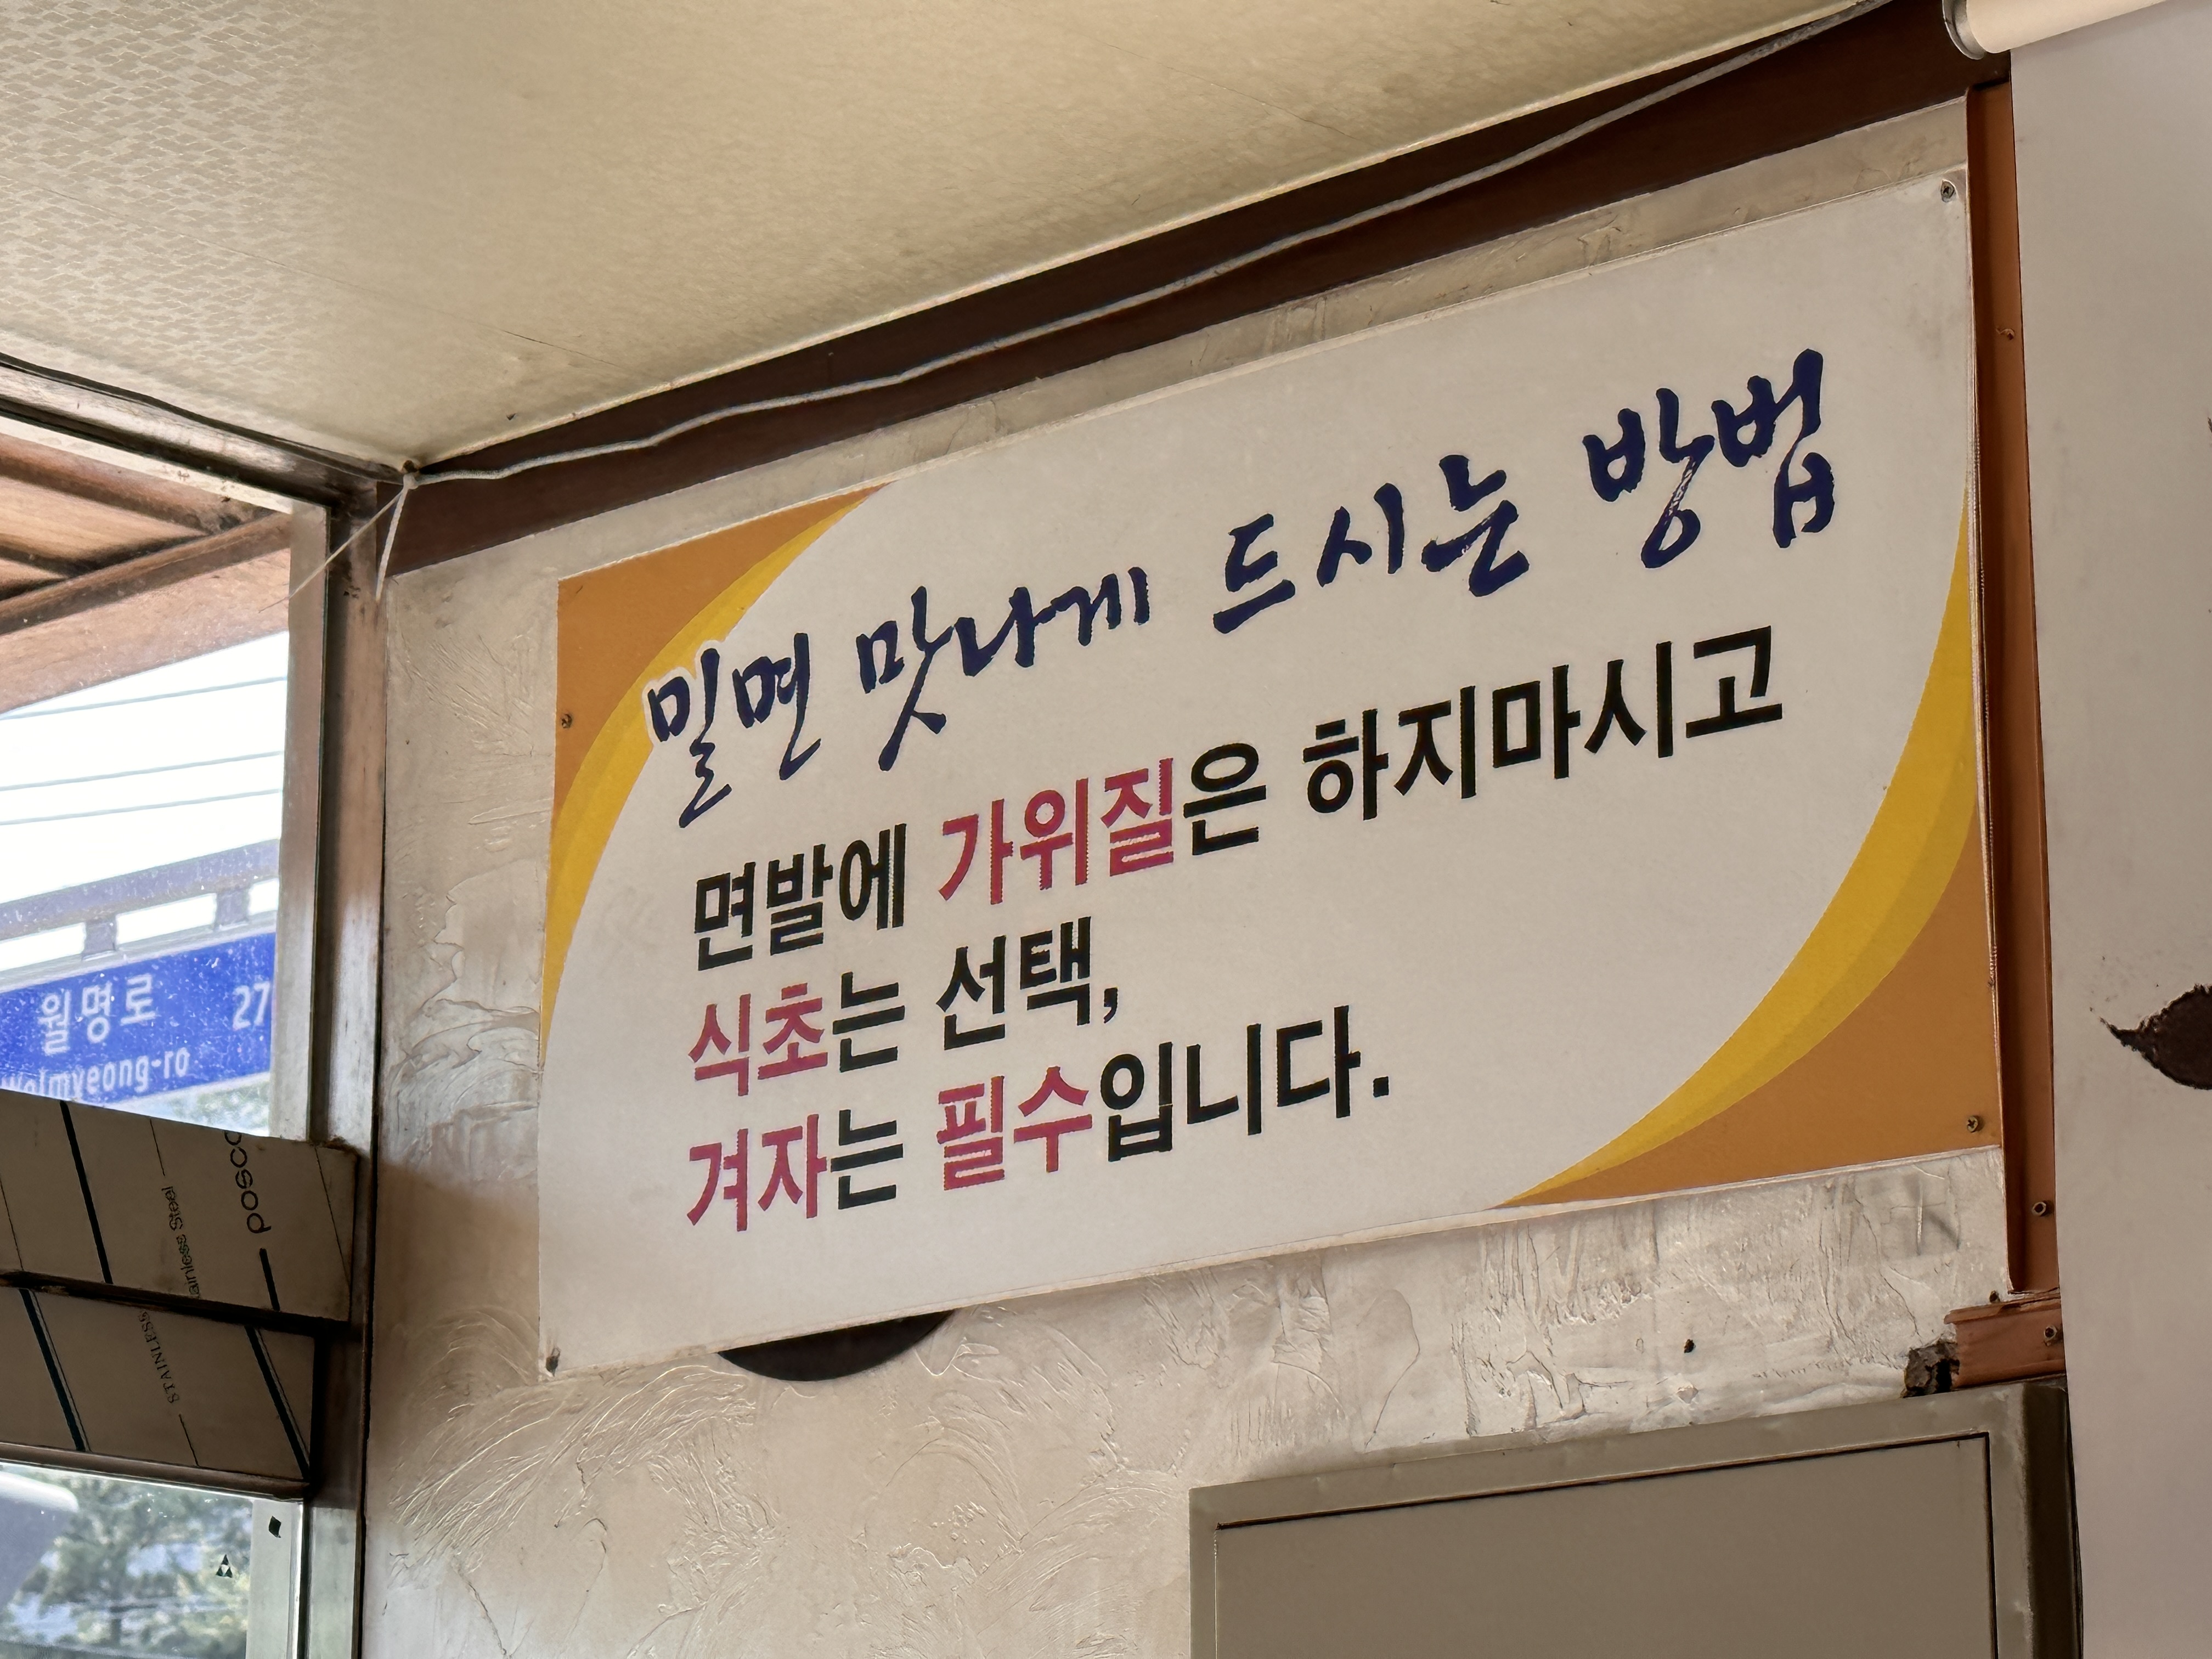 밀면 맛나게 드시는 방법
면발에 가위질은 하지마시고
식초는 선택,
겨자는 필수입니다.
월명로 27
Wolmyeong-ro
posco
Stainless Steel
STAINLESS